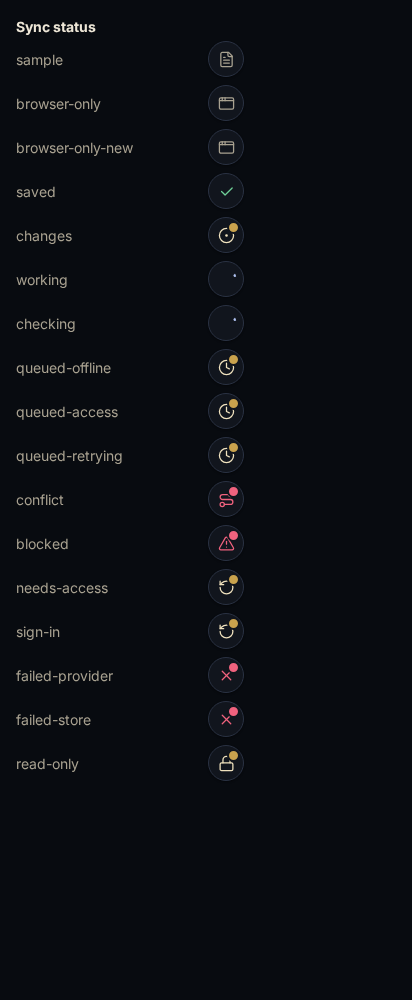 Sync status
sample
browser-only
browser-only-new
saved
changes
working
checking
queued-offline
queued-access
queued-retrying
conflict
blocked
needs-access
sign-in
failed-provider
failed-store
read-only